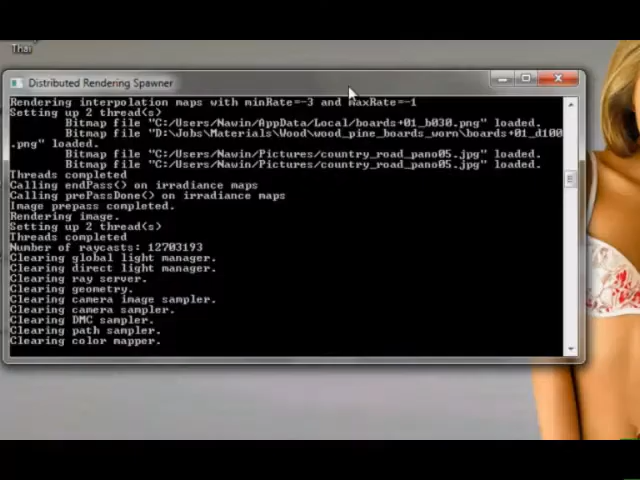 Thai
Distributed Rendering Spawner
Rendering interpolation maps with minRate=-3 and maxRate=-1
Setting up 2 thread(s)
Bitmap file "C:/Users/Nawin/AppData/Local/boards+01_b030.png" loaded.
Bitmap file "D:\Jobs\Materials\Wood\wood_pine_boards_worn\boards+01_d100
.png" loaded.
Bitmap file "C:/Users/Nawin/Pictures/country_road_pano05.jpg" loaded.
Bitmap file "C:/Users/Nawin/Pictures/country_road_pano05.jpg" loaded.
Threads completed
Calling endPass() on irradiance maps
Calling prePassDone() on irradiance maps
Image prepass completed.
Rendering image.
Setting up 2 thread(s)
Threads completed
Number of raycasts: 12703193
Clearing global light manager.
Clearing direct light manager.
Clearing ray server.
Clearing geometry.
Clearing camera image sampler.
Clearing camera sampler.
Clearing DMC sampler.
Clearing path sampler.
Clearing color mapper.